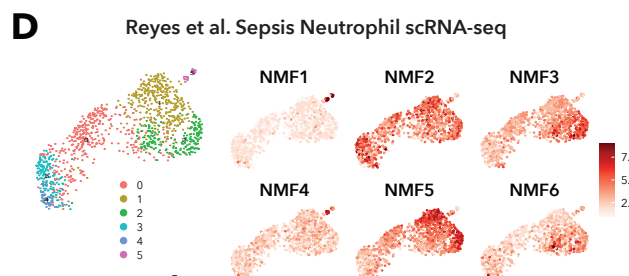 D
Reyes et al. Sepsis Neutrophil scRNA-seq
NMF1 NMF2 NMF3
NMF4 NMF5 NMF6
0
1
2
3
4
5
7.
5.
2.